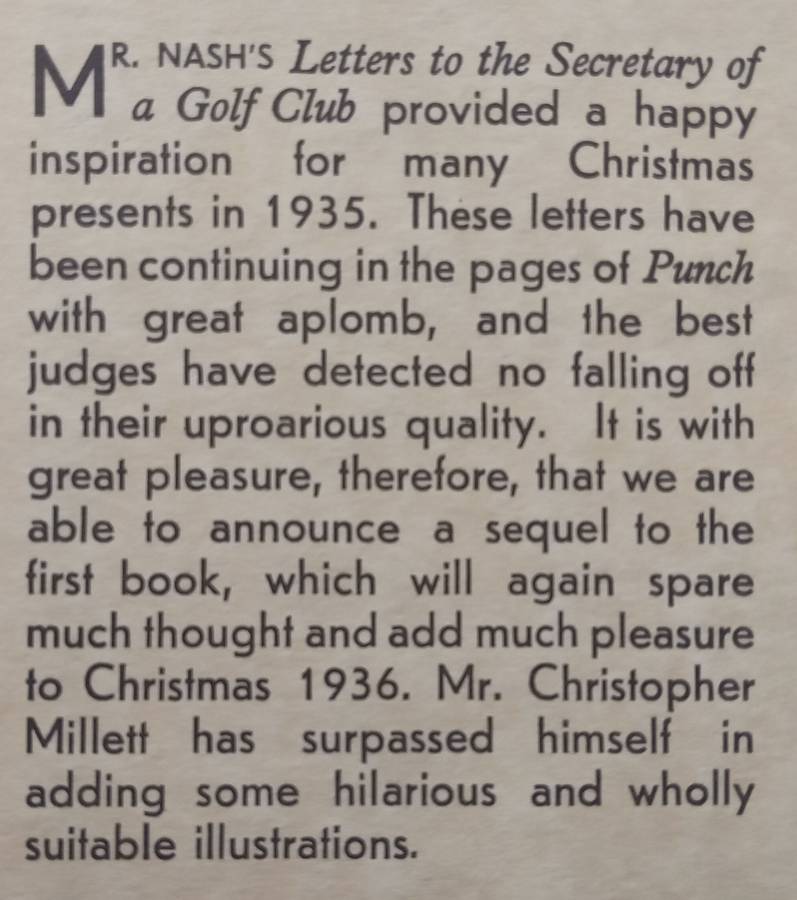 MR. NASH'S Letters to the Secretary of
a Golf Club provided a happy
inspiration for many Christmas
presents in 1935. These letters have
been continuing in the pages of Punch
with great aplomb, and the best
judges have detected no falling off
in their uproarious quality. It is with
great pleasure, therefore, that we are
able to announce a sequel to the
first book, which will again spare
much thought and add much pleasure
to Christmas 1936. Mr. Christopher
Millett has surpassed himself in
adding some hilarious and wholly
suitable illustrations.